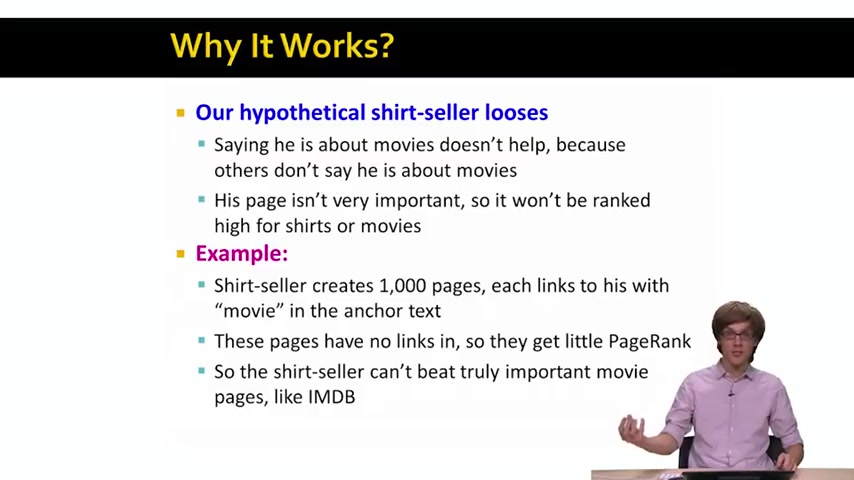 Why It Works?
Our hypothetical shirt-seller looses
Saying he is about movies doesn't help, because
others don't say he is about movies
His page isn't very important, so it won't be ranked
high for shirts or movies
Example:
Shirt-seller creates 1,000 pages, each links to his with
"movie" in the anchor text
These pages have no links in, so they get little PageRank
So the shirt-seller can't beat truly important movie
pages, like IMDB